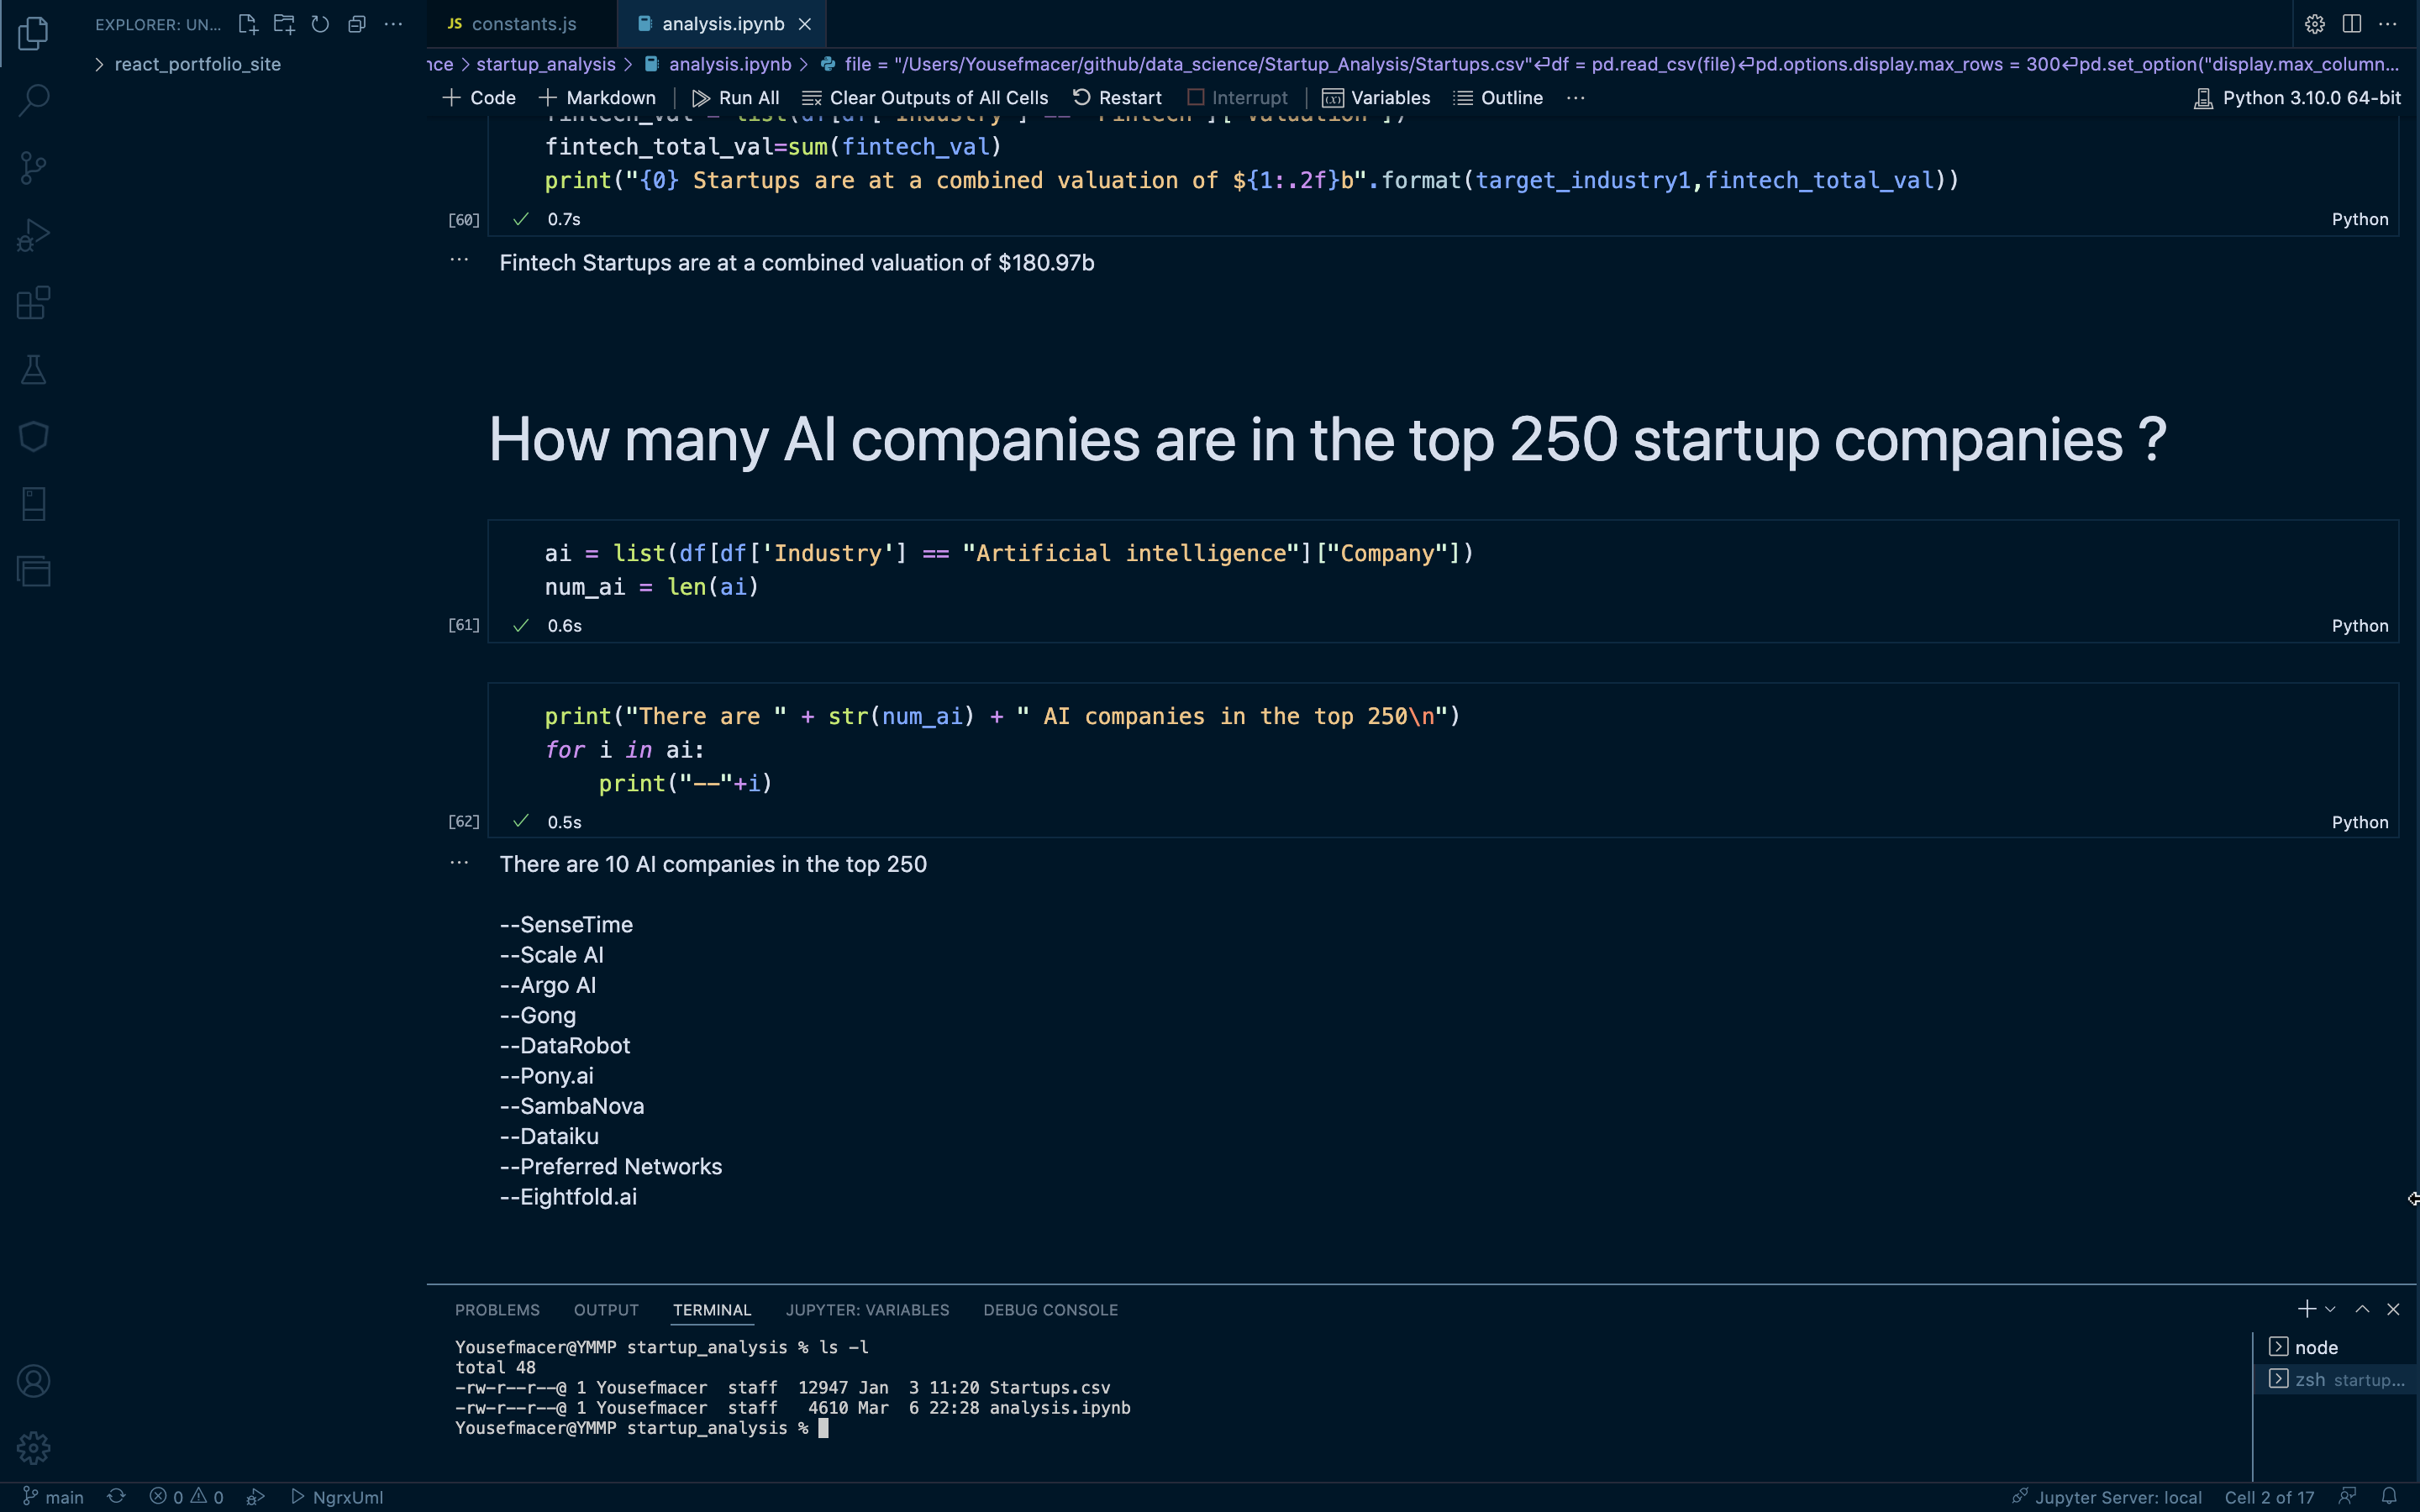 EXPLORER: UN...
react_portfolio_site
JS constants.js
analysis.ipynb
nce > startup_analysis > analysis.ipynb > file = "/Users/Yousefmacer/github/data_science/Startup_Analysis/Startups.csv"↵df = pd.read_csv(file)↵pd.options.display.max_rows = 300↵pd.set_option("display.max_column...
+ Code + Markdown | Run All Clear Outputs of All Cells Restart Interrupt | Variables Outline ...
Python 3.10.0 64-bit
fintech_val = list(df[df['Industry'] == 'Fintech']['Valuation'])
fintech_total_val=sum(fintech_val)
print("{0} Startups are at a combined valuation of ${1:.2f}b".format(target_industry1,fintech_total_val))
[60] ✓ 0.7s Python
... Fintech Startups are at a combined valuation of $180.97b
How many AI companies are in the top 250 startup companies ?
ai = list(df[df['Industry'] == "Artificial intelligence"]["Company"])
num_ai = len(ai)
[61] ✓ 0.6s Python
print("There are " + str(num_ai) + " AI companies in the top 250\n")
for i in ai:
    print("--"+i)
[62] ✓ 0.5s Python
... There are 10 AI companies in the top 250
--SenseTime
--Scale AI
--Argo AI
--Gong
--DataRobot
--Pony.ai
--SambaNova
--Dataiku
--Preferred Networks
--Eightfold.ai
PROBLEMS OUTPUT TERMINAL JUPYTER: VARIABLES DEBUG CONSOLE
Yousefmacer@YMMP startup_analysis % ls -l
total 48
-rw-r--r--@ 1 Yousefmacer  staff  12947 Jan  3 11:20 Startups.csv
-rw-r--r--@ 1 Yousefmacer  staff   4610 Mar  6 22:28 analysis.ipynb
Yousefmacer@YMMP startup_analysis %
node
zsh startup...
main 0 0 NgrxUml
Jupyter Server: local Cell 2 of 17